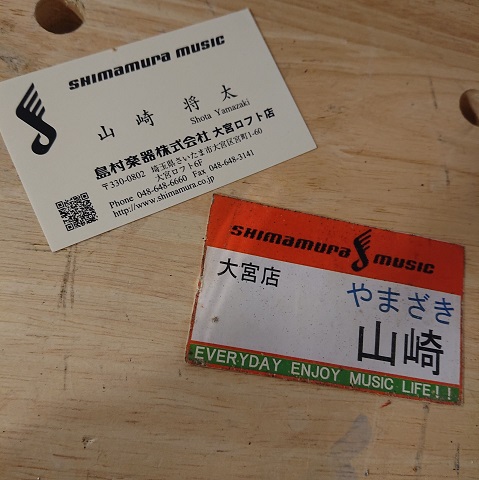 SHIMAMURA MUSIC
山崎 将太
Shota Yamazaki
島村楽器株式会社 大宮ロフト店
〒330-0802 埼玉県さいたま市大宮区宮町1-60
大宮ロフト6F
Phone 048-648-6660 Fax 048-648-3141
http://www.shimamura.co.jp
SHIMAMURA MUSIC
大宮店
やまざき
山崎
EVERYDAY ENJOY MUSIC LIFE!!